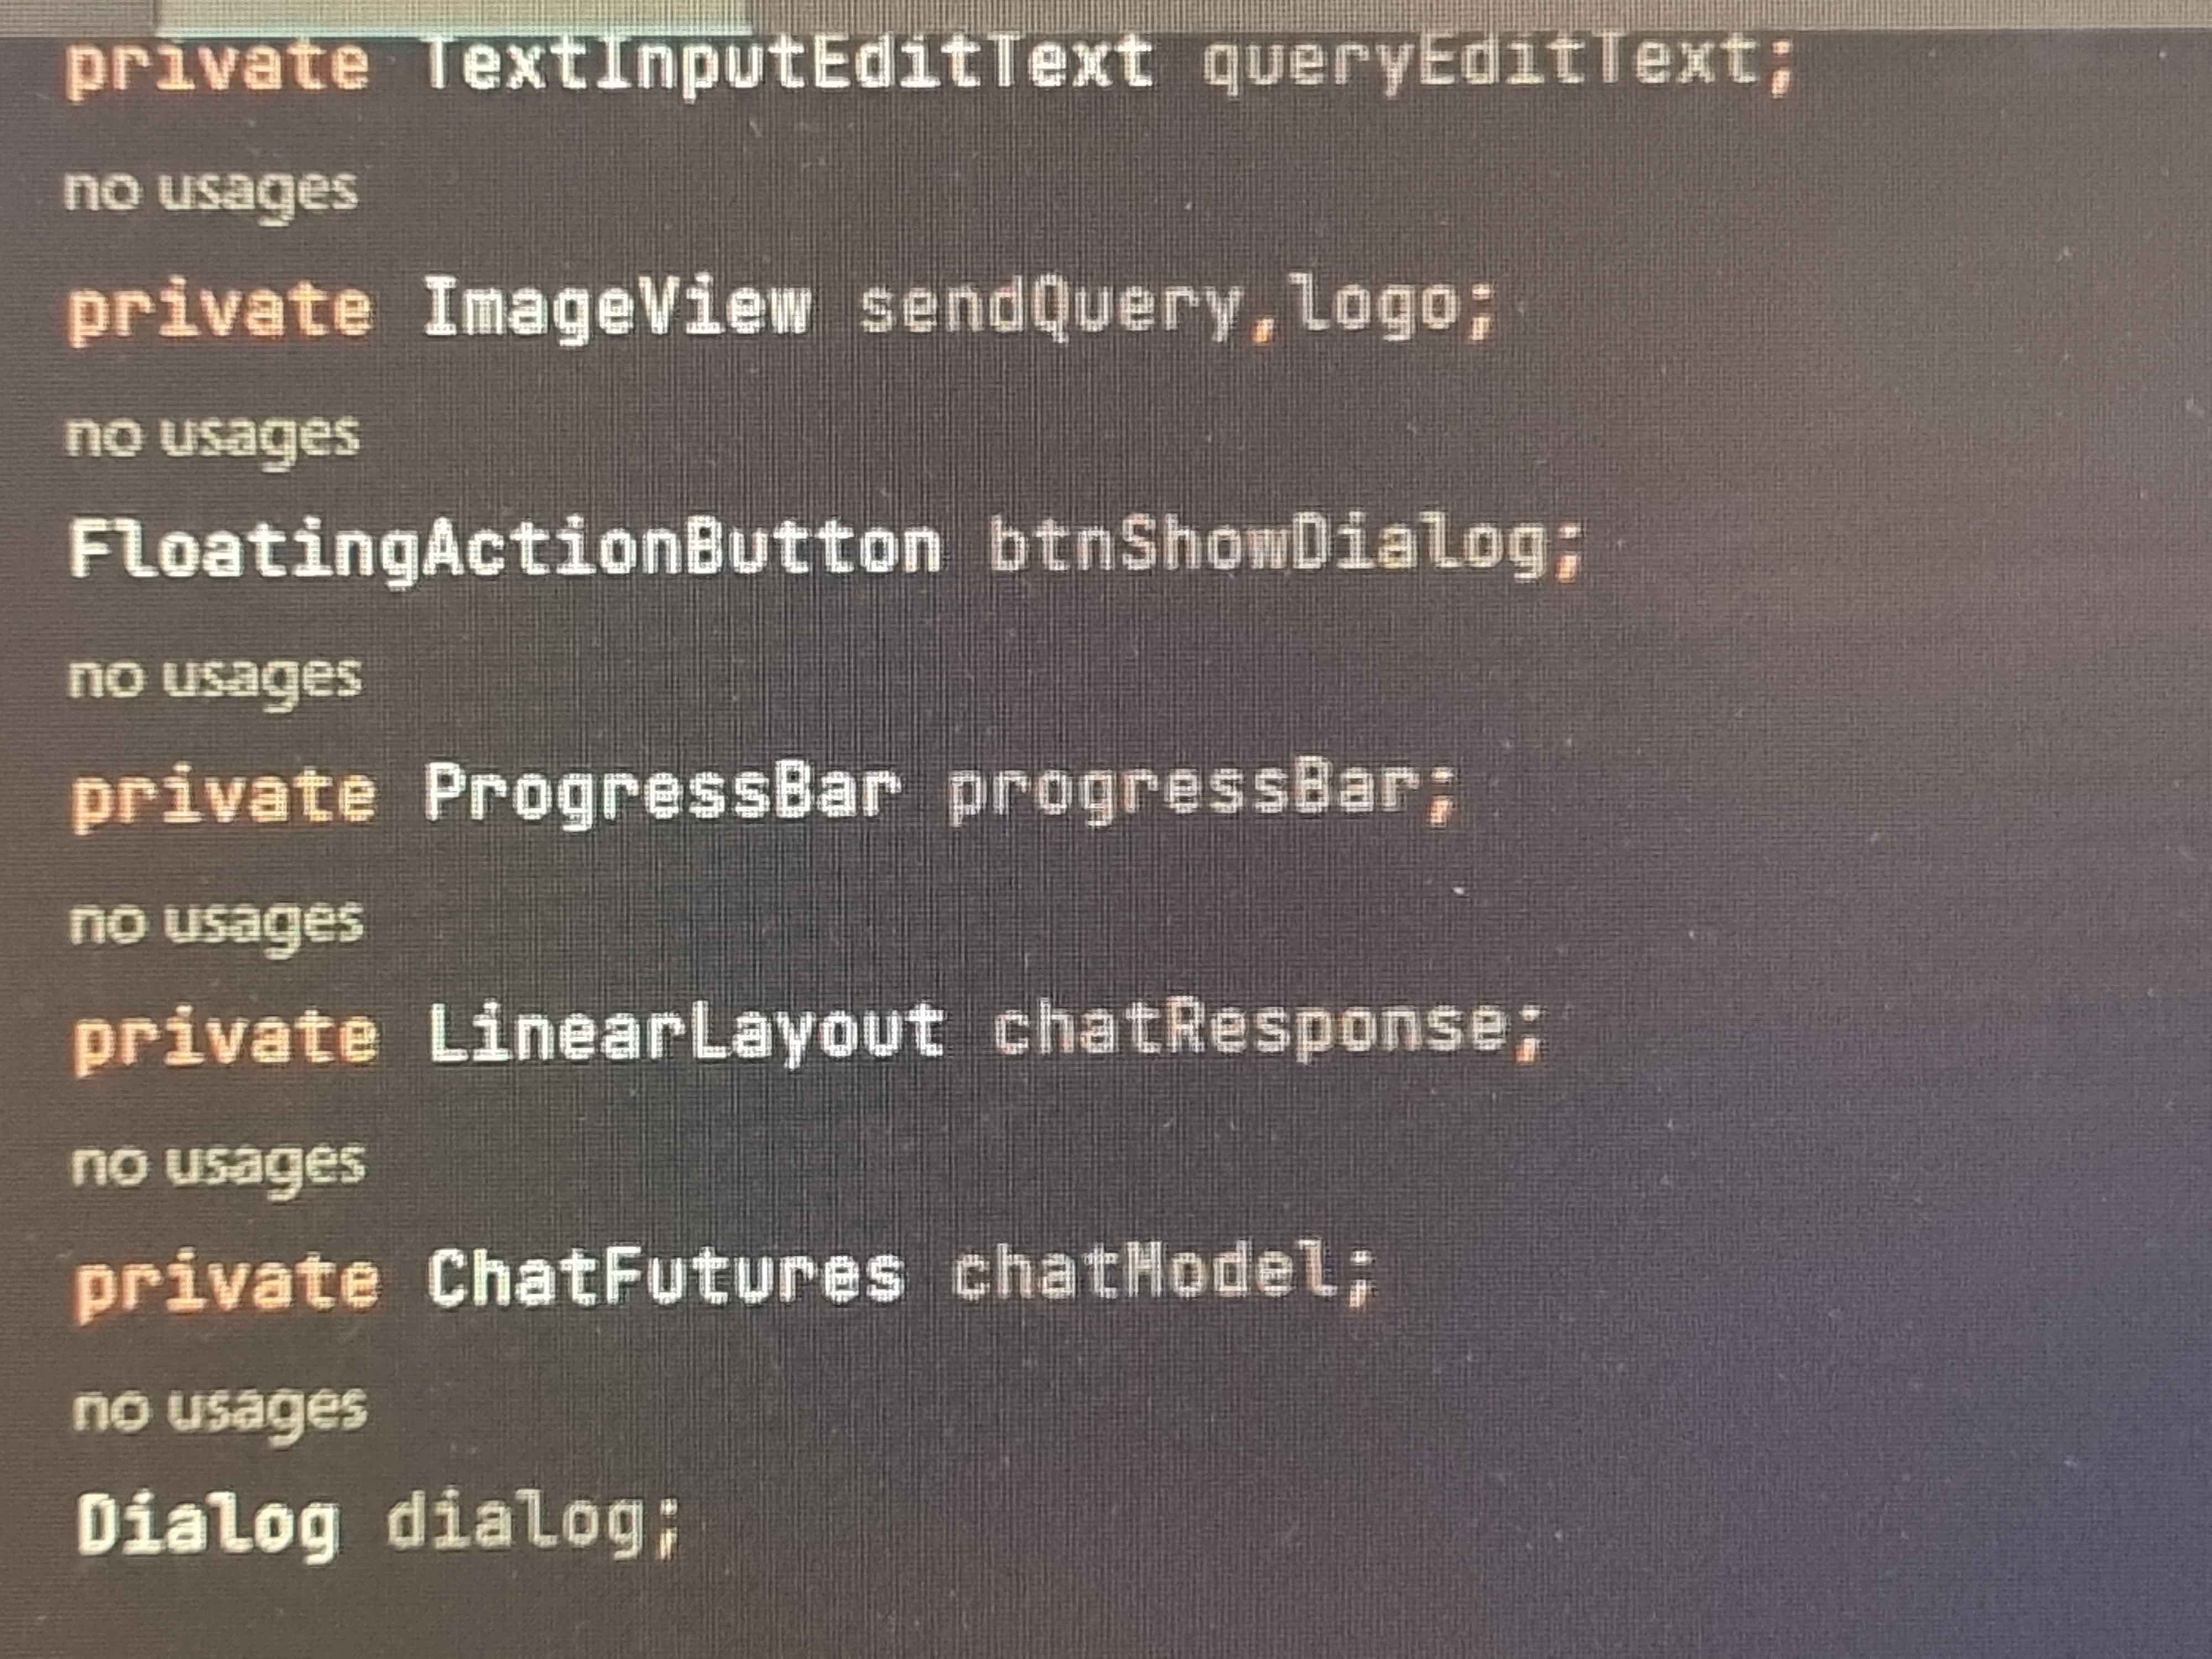 private TextInputEditText queryEditText;
no usages
private ImageView sendQuery,logo;
no usages
FloatingActionButton btnShowDialog;
no usages
private ProgressBar progressBar;
no usages
private LinearLayout chatResponse;
no usages
private ChatFutures chatModel;
no usages
Dialog dialog;